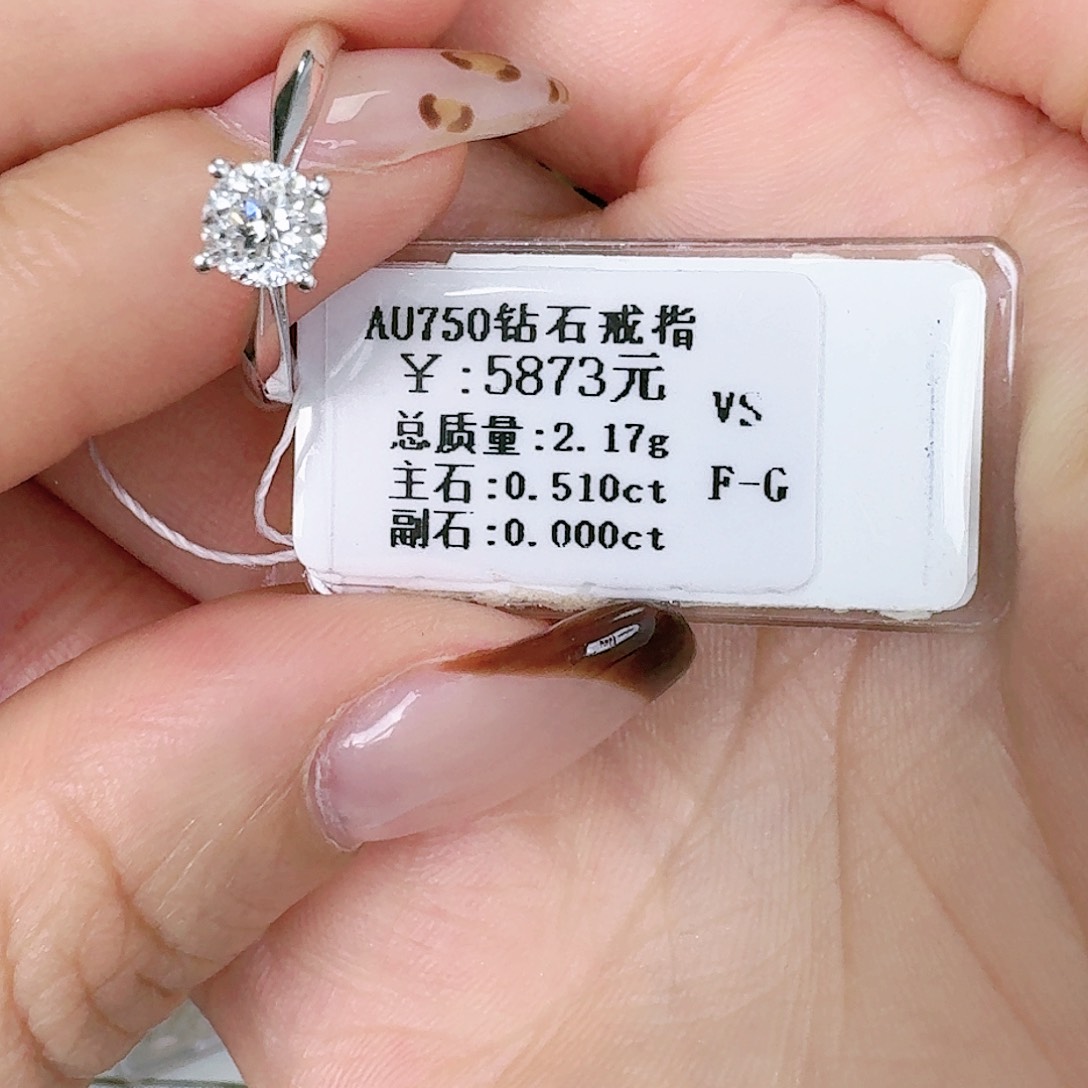 AU750钻石戒指
￥:5873元
VS
总质量:2.17g
主石:0.510ct
F-G
副石:0.000ct